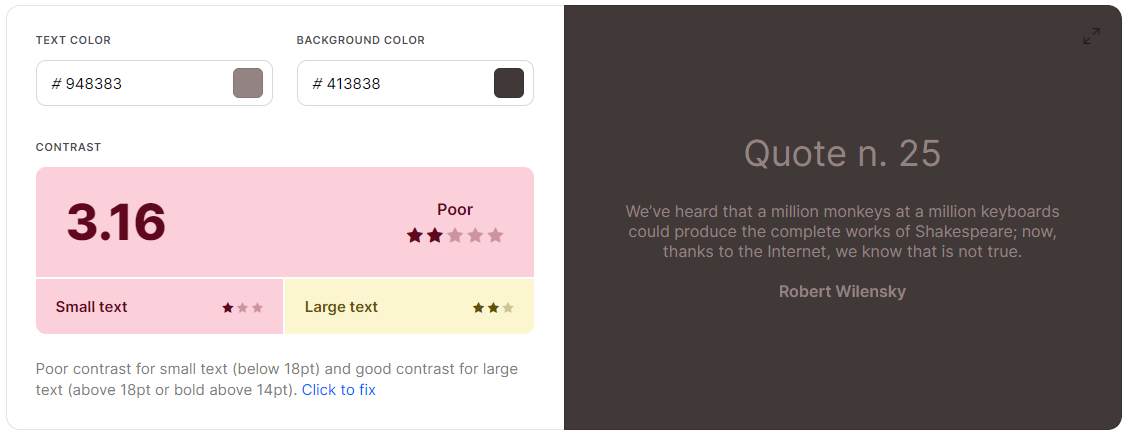 TEXT COLOR
# 948383
BACKGROUND COLOR
# 413838
CONTRAST
3.16
Poor
Small text
Large text
Poor contrast for small text (below 18pt) and good contrast for large
text (above 18pt or bold above 14pt). Click to fix
Quote n. 25
We’ve heard that a million monkeys at a million keyboards
could produce the complete works of Shakespeare; now,
thanks to the Internet, we know that is not true.
Robert Wilensky